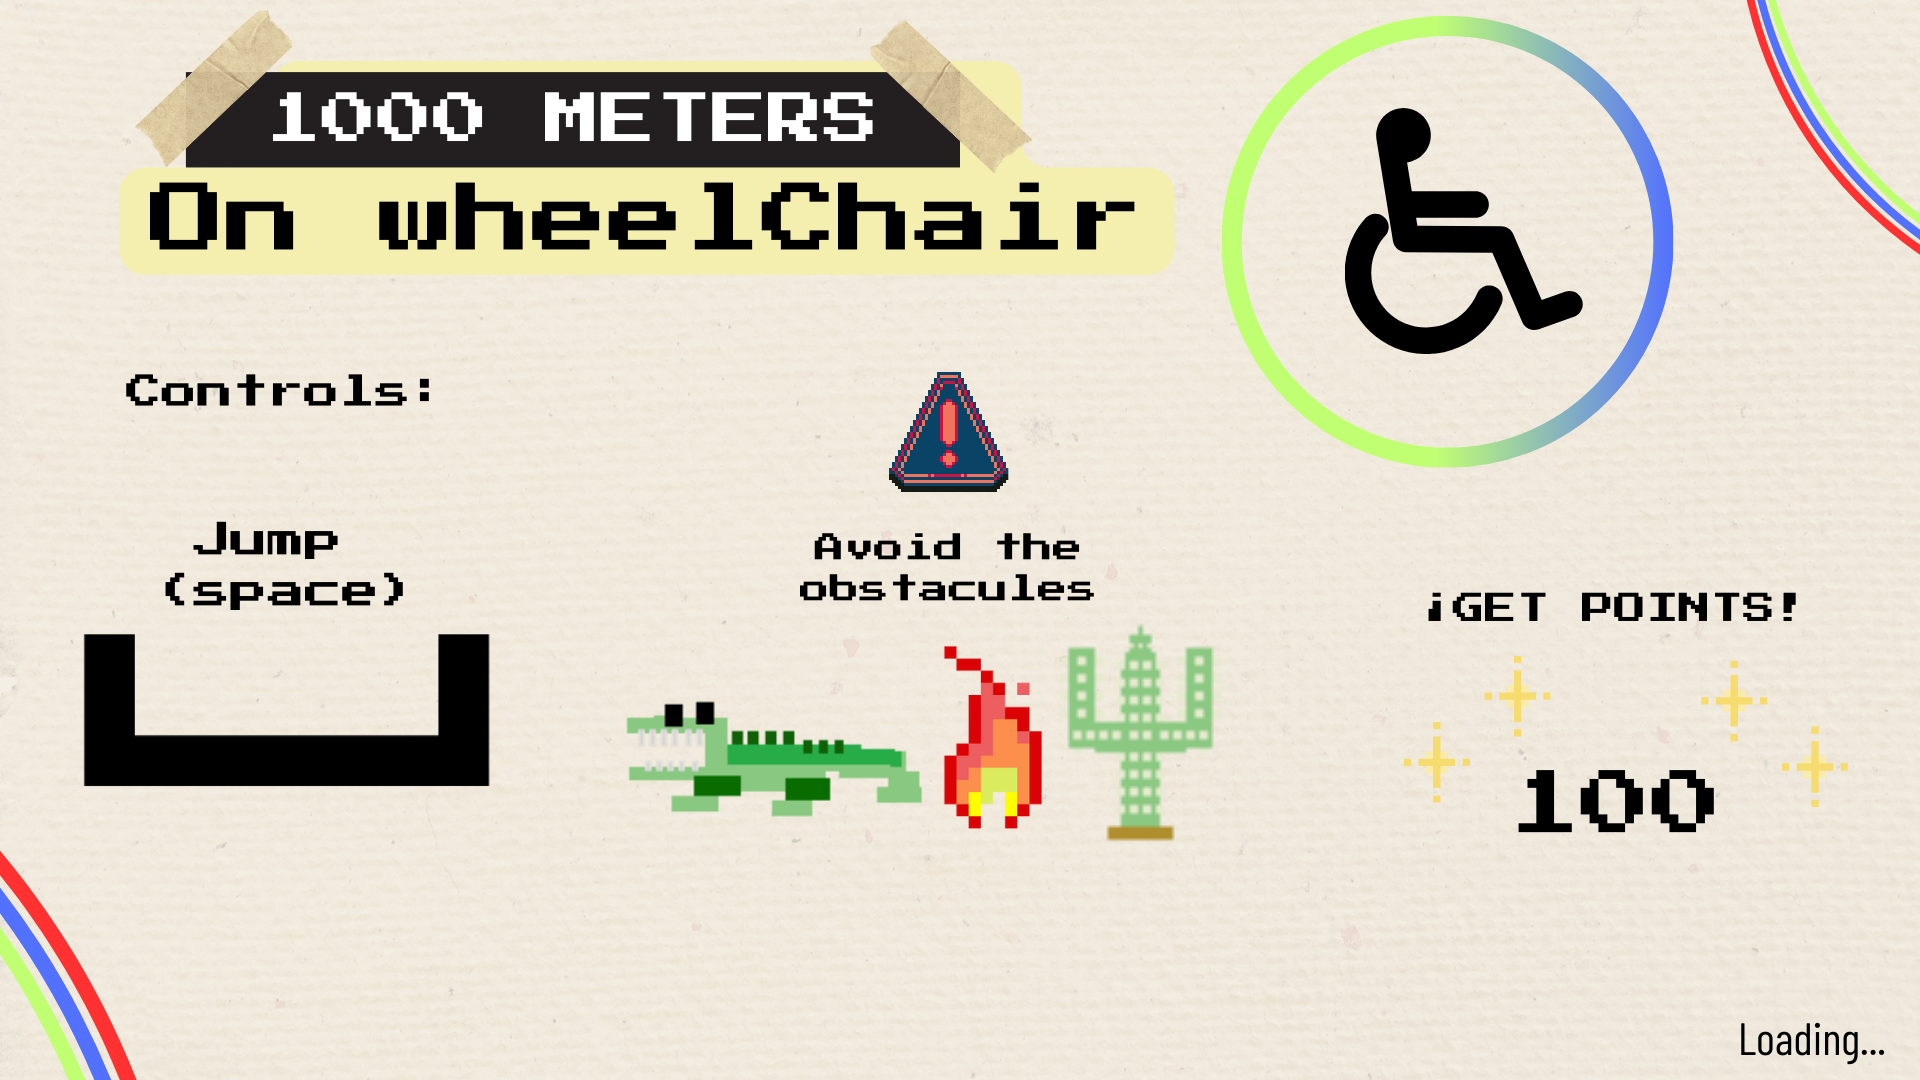 1000 METERS
On wheelChair
Controls:
Jump
(space)
Avoid the
obstacules
¡GET POINTS!
100
Loading...